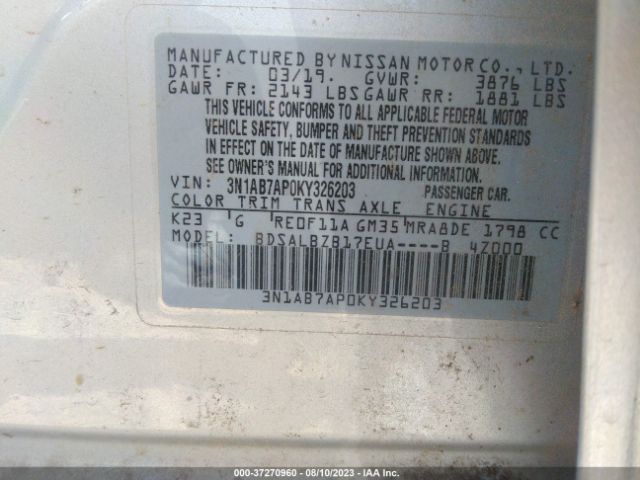 MANUFACTURED BY NISSAN MOTOR CO., LTD.
DATE: 03/19. GVWR: 3876 LBS
GAWR FR: 2143 LBS GAWR RR: 1881 LBS
THIS VEHICLE CONFORMS TO ALL APPLICABLE FEDERAL MOTOR
VEHICLE SAFETY, BUMPER AND THEFT PREVENTION STANDARDS
IN EFFECT ON THE DATE OF MANUFACTURE SHOWN ABOVE.
SEE OWNER'S MANUAL FOR ADDITIONAL INFORMATION
VIN: 3N1AB7AP0KY326203 PASSENGER CAR.
COLOR TRIM TRANS AXLE ENGINE
K23 G RE0F11A GM35 MRA8DE 1798 CC
MODEL: BDSALBZB17EUA----B 4Z000
3N1AB7AP0KY326203
000-37270960 - 08/10/2023 - IAA Inc.